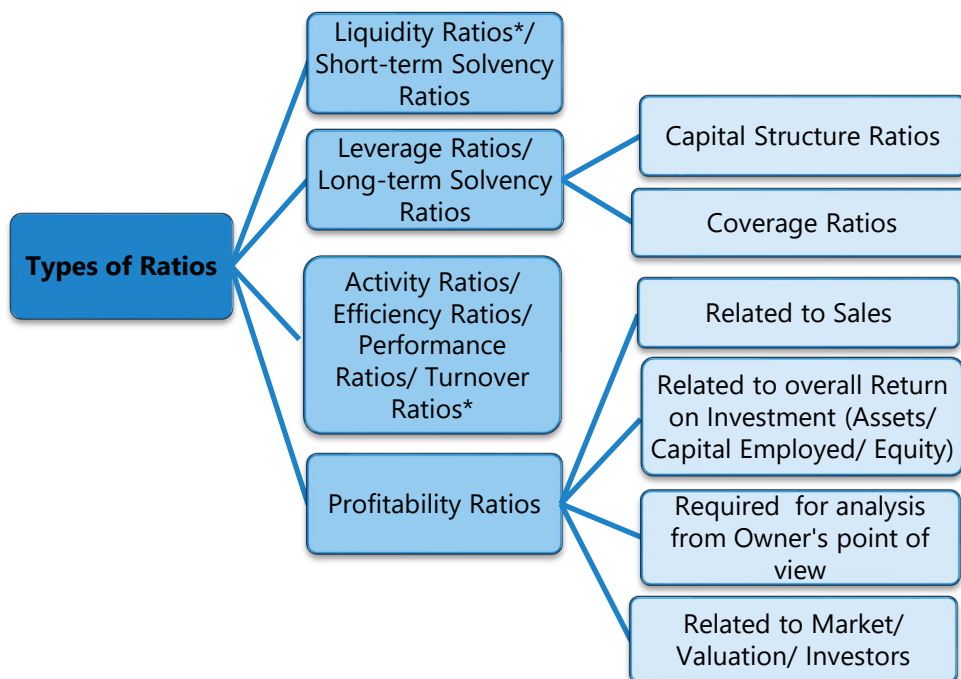 Types of Ratios
Liquidity Ratios*/
Short-term Solvency
Ratios
Leverage Ratios/
Long-term Solvency
Ratios
Capital Structure Ratios
Coverage Ratios
Activity Ratios/
Efficiency Ratios/
Performance
Ratios/ Turnover
Ratios*
Profitability Ratios
Related to Sales
Related to overall Return
on Investment (Assets/
Capital Employed/ Equity)
Required for analysis
from Owner's point of
view
Related to Market/
Valuation/ Investors